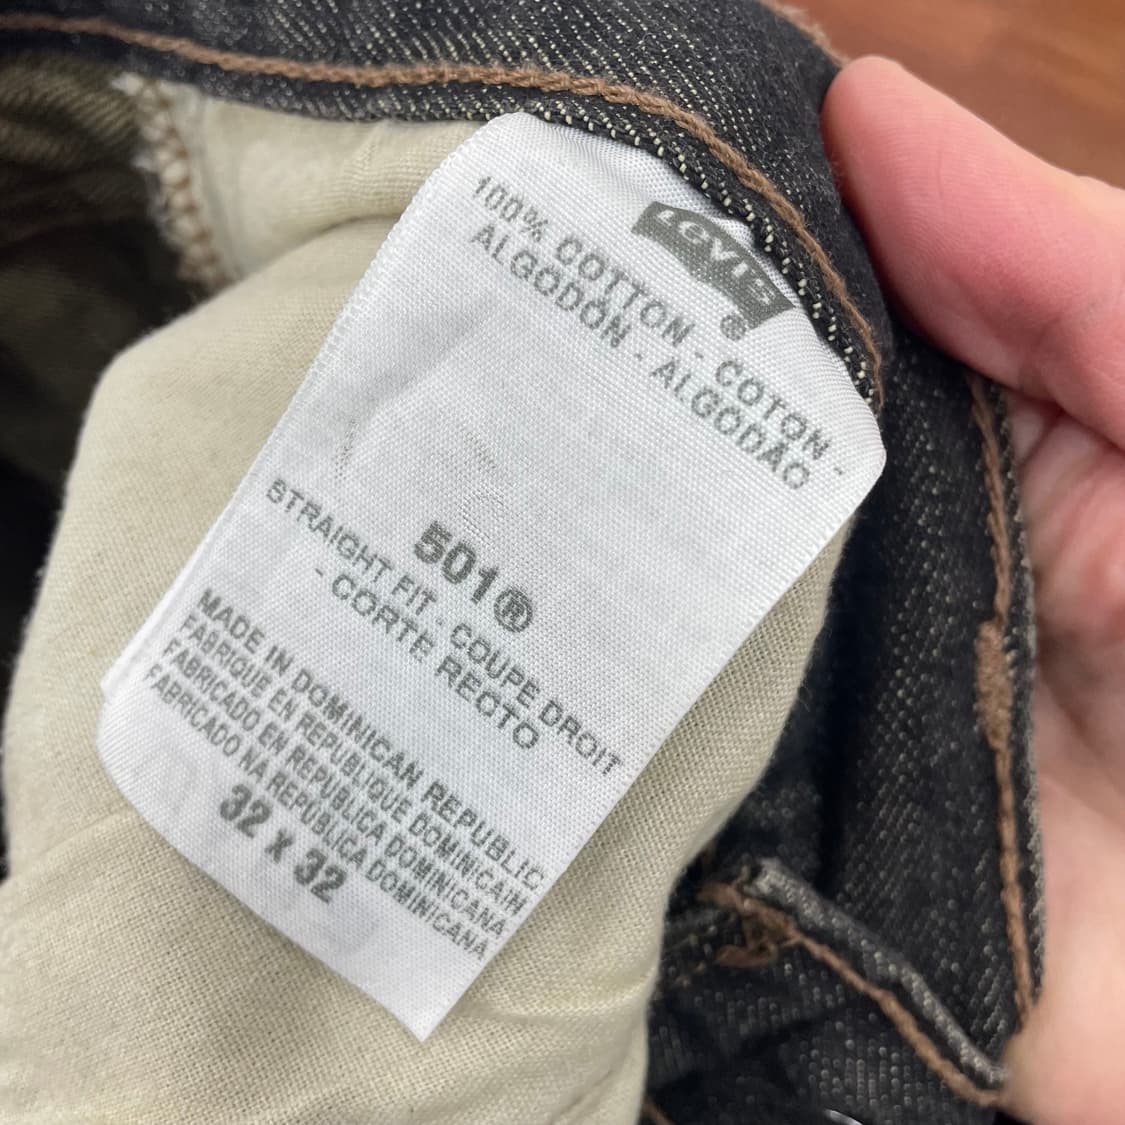 LEVI'S®
100% COTTON - COTON -
ALGODÓN - ALGODÃO
501®
STRAIGHT FIT - COUPE DROIT
- CORTE RECTO
MADE IN DOMINICAN REPUBLIC
FABRIQUE EN REPUBLIQUE DOMINICAIN
FABRICADO EN REPUBLICA DOMINICANA
FABRICADO NA REPUBLICA DOMINICANA
32 X 32